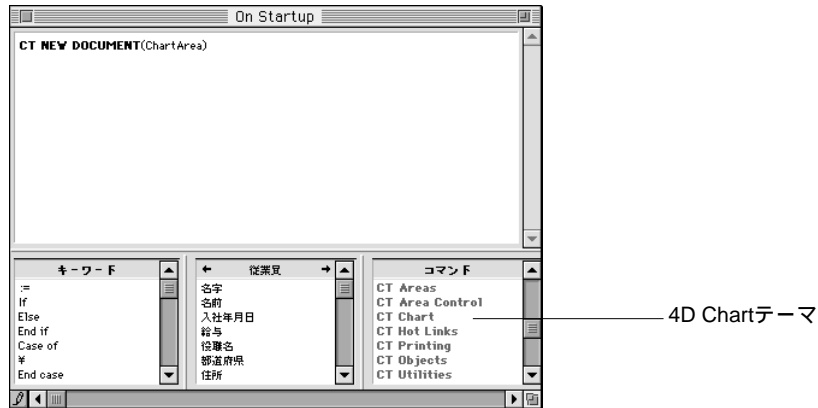 On Startup
CT NEW DOCUMENT(ChartArea)
キーワード
:=
If
Else
End if
Case of
¥
End case
従業員
名字
名前
入社年月日
給与
役職名
都道府県
住所
コマンド
CT Areas
CT Area Control
CT Chart
CT Hot Links
CT Printing
CT Objects
CT Utilities
4D Chartテーマ